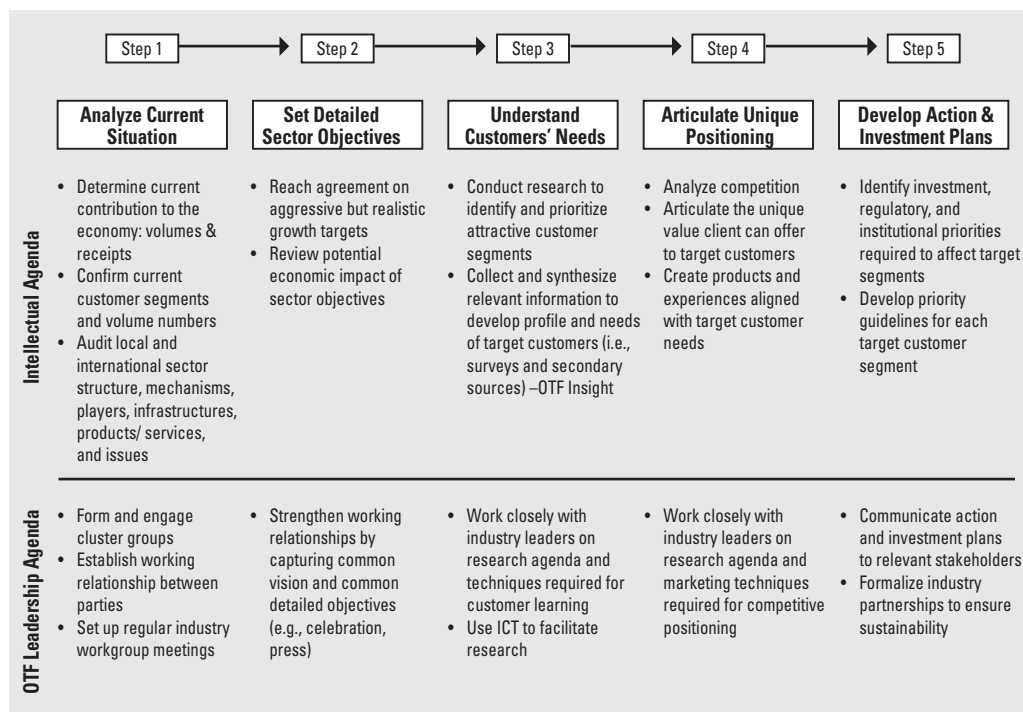 Step 1
Step 2
Step 3
Step 4
Step 5
Analyze Current
Situation
Set Detailed
Sector Objectives
Understand
Customers’ Needs
Articulate Unique
Positioning
Develop Action &
Investment Plans
Intellectual Agenda
• Determine current
contribution to the
economy: volumes &
receipts
• Confirm current
customer segments
and volume numbers
• Audit local and
international sector
structure, mechanisms,
players, infrastructures,
products/ services,
and issues
• Reach agreement on
aggressive but realistic
growth targets
• Review potential
economic impact of
sector objectives
• Conduct research to
identify and prioritize
attractive customer
segments
• Collect and synthesize
relevant information to
develop profile and needs
of target customers (i.e.,
surveys and secondary
sources) –OTF Insight
• Analyze competition
• Articulate the unique
value client can offer
to target customers
• Create products and
experiences aligned
with target customer
needs
• Identify investment,
regulatory, and
institutional priorities
required to affect target
segments
• Develop priority
guidelines for each
target customer
segment
OTF Leadership Agenda
• Form and engage
cluster groups
• Establish working
relationship between
parties
• Set up regular industry
workgroup meetings
• Strengthen working
relationships by
capturing common
vision and common
detailed objectives
(e.g., celebration,
press)
• Work closely with
industry leaders on
research agenda and
techniques required for
customer learning
• Use ICT to facilitate
research
• Work closely with
industry leaders on
research agenda and
marketing techniques
required for competitive
positioning
• Communicate action
and investment plans
to relevant stakeholders
• Formalize industry
partnerships to ensure
sustainability